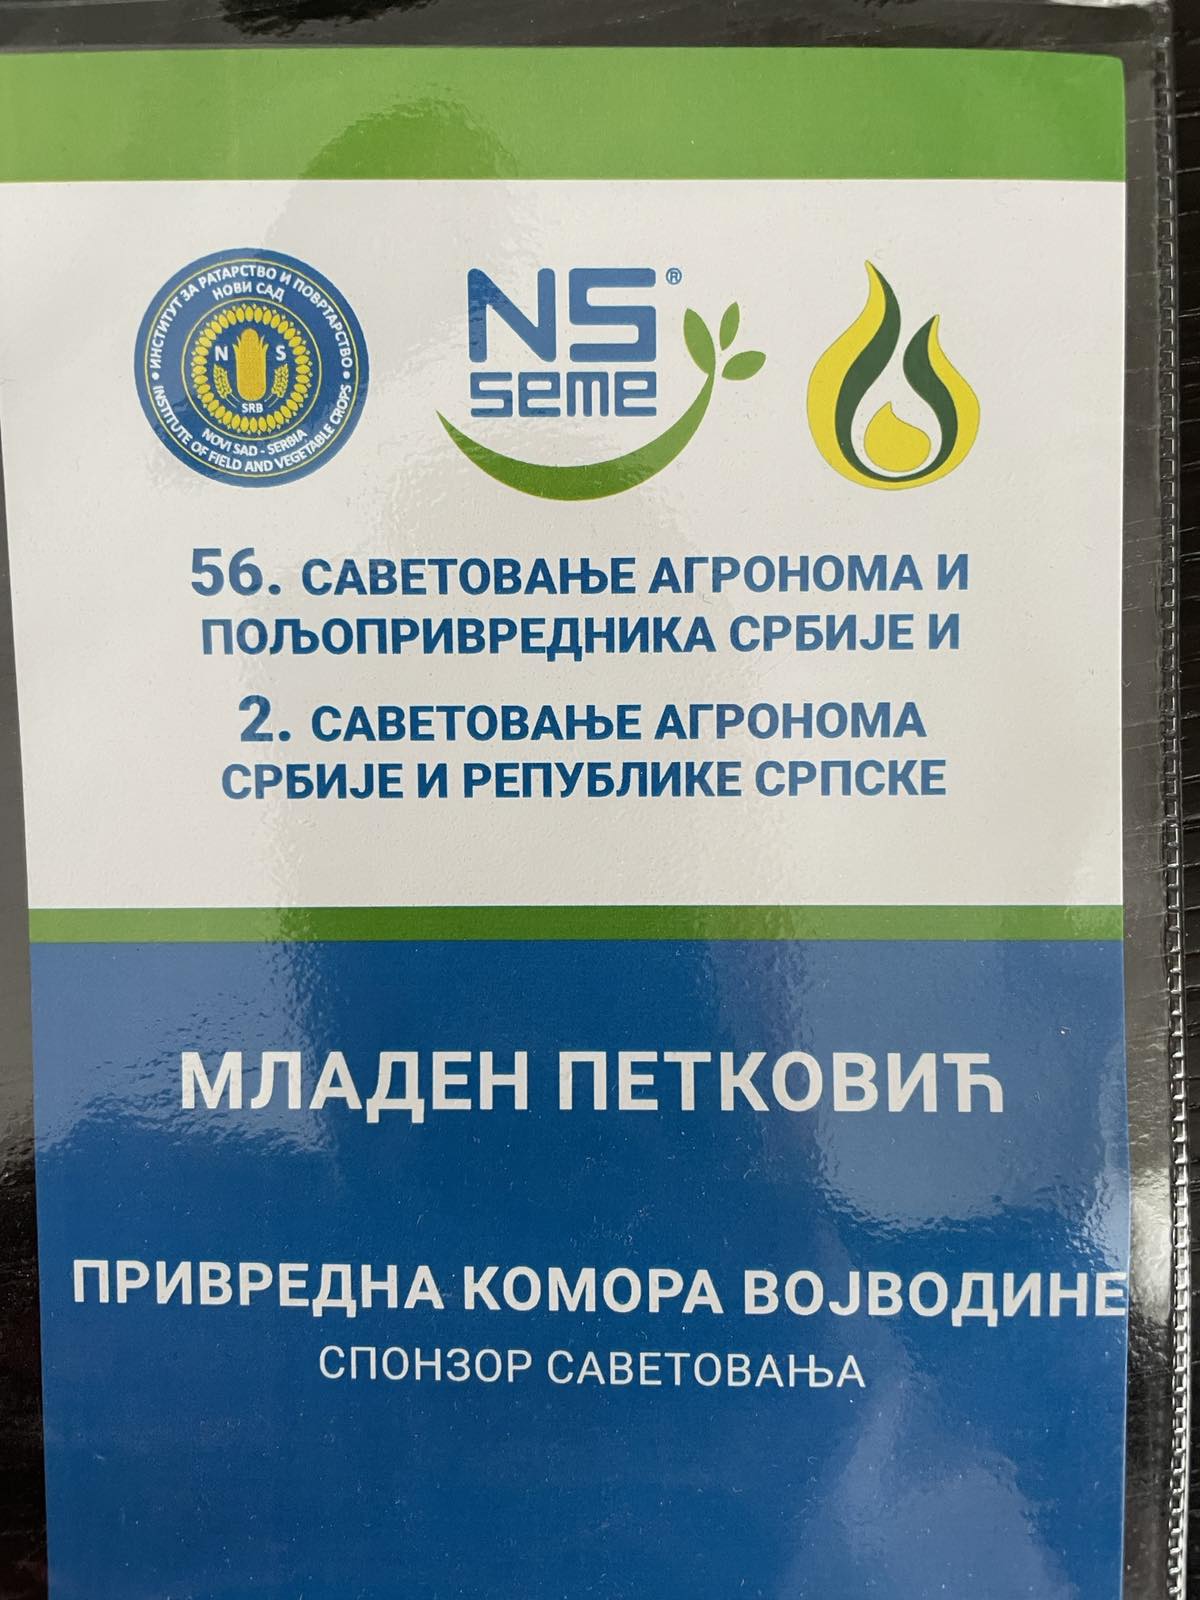 ИНСТИТУТ ЗА РАТАРСТВО И ПОВРТАРСТВО
НОВИ САД
N S
SRB
NOVI SAD - SERBIA
INSTITUTE OF FIELD AND VEGETABLE CROPS
NS®
seme
56. САВЕТОВАЊЕ АГРОНОМА И
ПОЉОПРИВРЕДНИКА СРБИЈЕ И
2. САВЕТОВАЊЕ АГРОНОМА
СРБИЈЕ И РЕПУБЛИКЕ СРПСКЕ
МЛАДЕН ПЕТКОВИЋ
ПРИВРЕДНА КОМОРА ВОЈВОДИНЕ
СПОНЗОР САВЕТОВАЊА